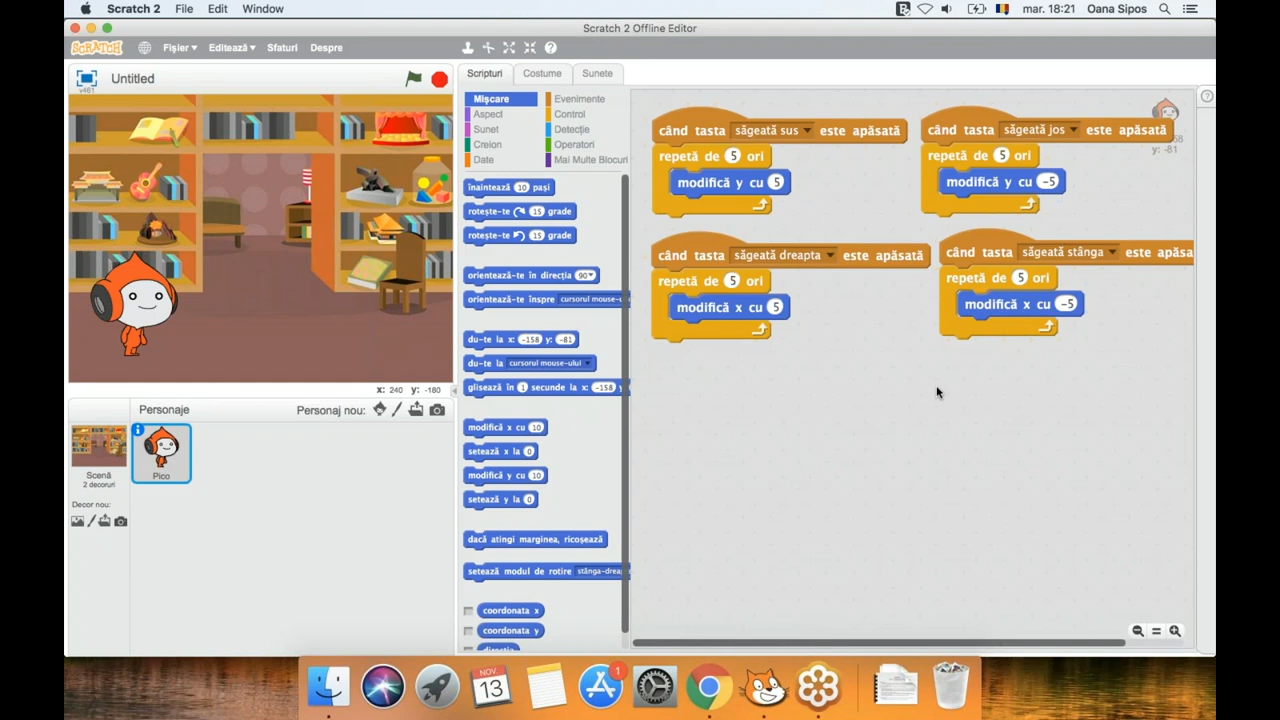 Scratch 2 File Edit Window mar. 18:21 Oana Sipos
Scratch 2 Offline Editor
SCRATCH Fișier Editează Sfaturi Despre
Untitled
v461
x: 240 y: -180
Personaje Personaj nou:
Scenă
2 decoruri
Pico
Decor nou:
Scripturi Costume Sunete
Mișcare Evenimente
Aspect Control
Sunet Detecție
Creion Operatori
Date Mai Multe Blocuri
înaintează 10 pași
rotește-te 15 grade
rotește-te 15 grade
orientează-te în direcția 90
orientează-te înspre cursorul
du-te la x: -158 y: -81
du-te la cursorul mouse-ului
glisează în 1 secunde la x: -158
modifică x cu 10
setează x la 0
modifică y cu 10
setează y la 0
dacă atingi marginea, ricoșează
setează modul de rotire
coordonata x
coordonata y
când tasta săgeată sus este apăsată
repetă de 5 ori
modifică y cu 5
când tasta săgeată jos este apăsată
repetă de 5 ori
modifică y cu -5
y: -81
când tasta săgeată dreapta este apăsată
repetă de 5 ori
modifică x cu 5
când tasta săgeată stânga este
repetă de 5 ori
modifică x cu -5
NOV
13
1